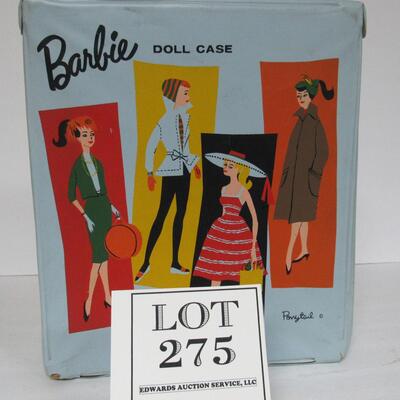 Barbie DOLL CASE
Ponytail ©
LOT
275
EDWARDS AUCTION SERVICE, LLC